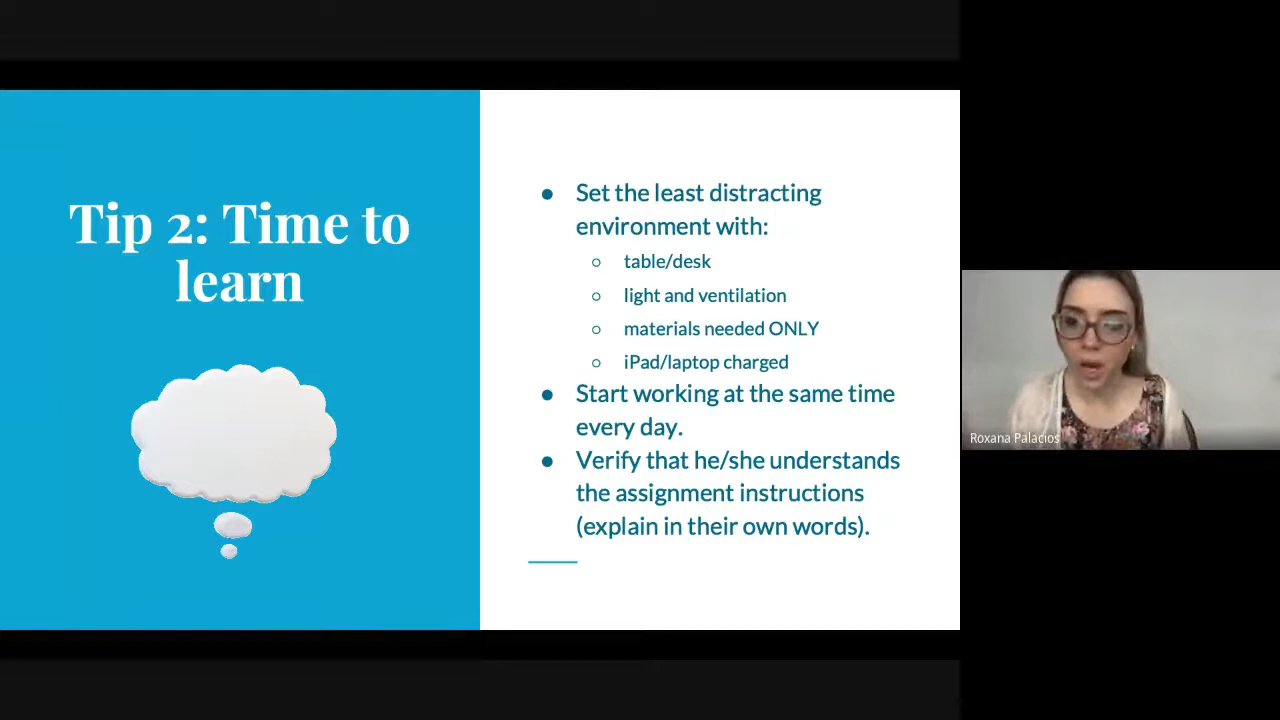 Tip 2: Time to
learn
● Set the least distracting
environment with:
○ table/desk
○ light and ventilation
○ materials needed ONLY
○ iPad/laptop charged
● Start working at the same time
every day.
● Verify that he/she understands
the assignment instructions
(explain in their own words).
Roxana Palacios